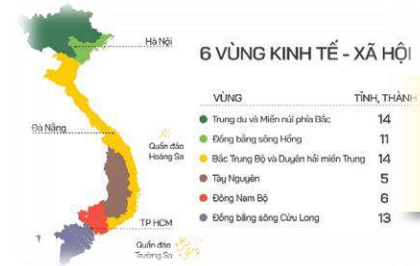 Hà Nội
6 VÙNG KINH TẾ - XÃ HỘI
VÙNG TỈNH, THÀNH
Trung du và Miền núi phía Bắc 14
Đồng bằng sông Hồng 11
Bắc Trung Bộ và Duyên hải miền Trung 14
Tây Nguyên 5
Đông Nam Bộ 6
Đồng bằng sông Cửu Long 13
Đà Nẵng
Quần đảo
Hoàng Sa
TP HCM
Quần đảo
Trường Sa